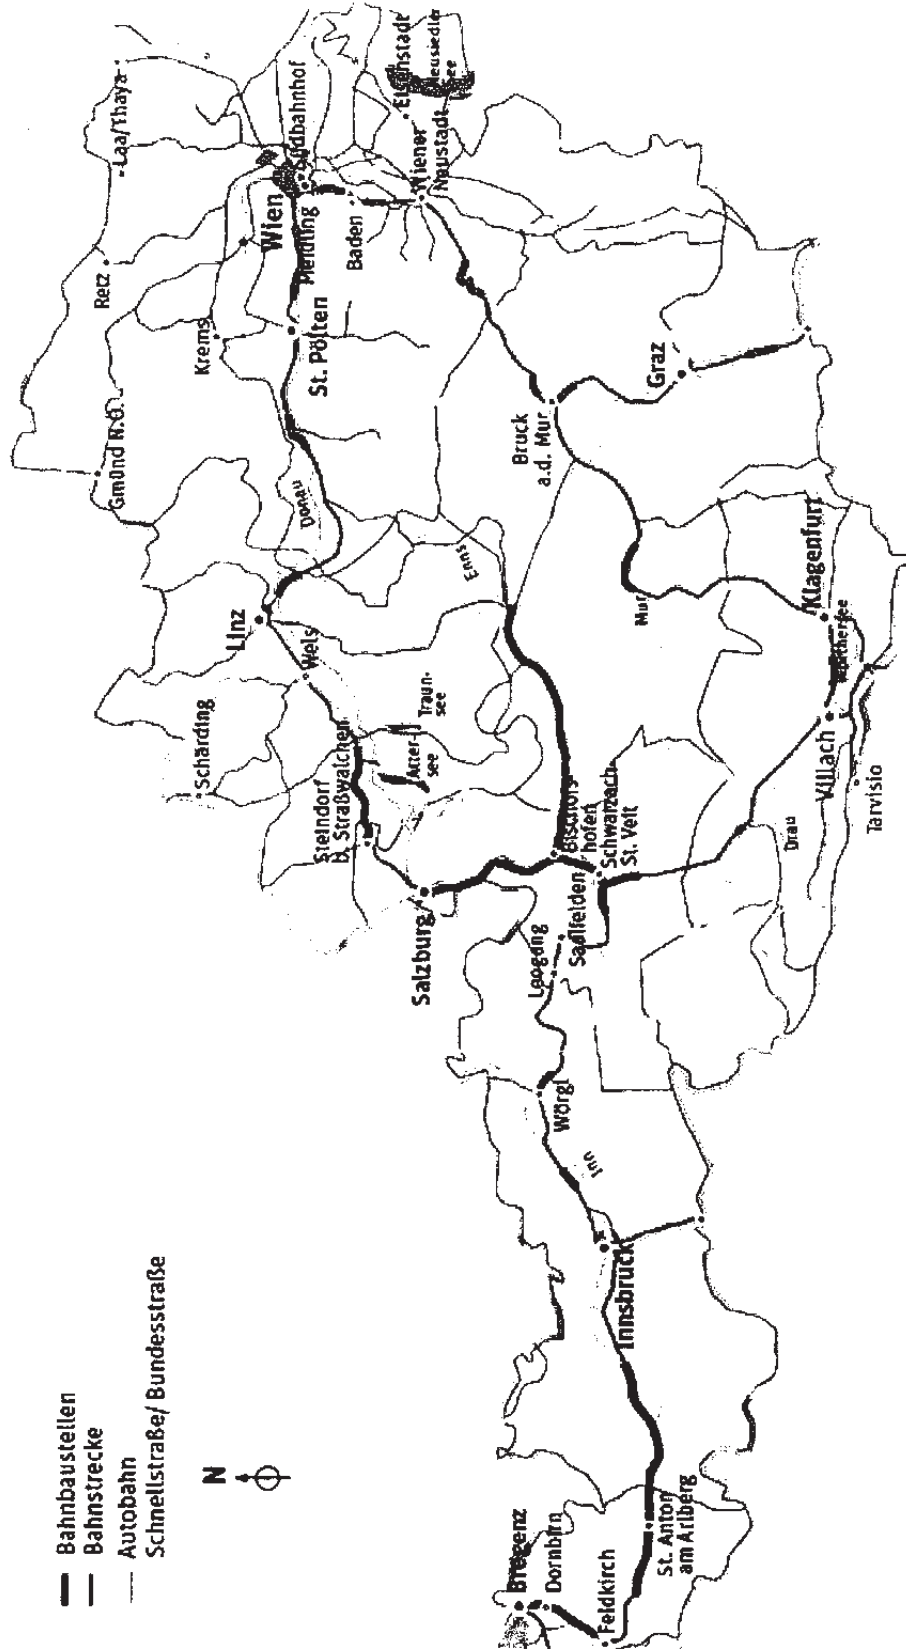 Bahnbaustellen
Bahnstrecke
Autobahn
Schnellstraße/ Bundesstraße
N
Bregenz
Dornbirn
Feldkirch
St. Anton
am Arlberg
Innsbruck
Inn
Wörgl
Leogang
Saalfelden
Salzburg
Bischofs-
hofen
Schwarzach-
St. Veit
Steindorf
b. Straßwalchen
Atter-
see
Traun-
see
Schärding
Wels
Linz
Enns
Donau
Gmünd N.Ö.
Krems
Retz
Laa/Thaya
St. Pölten
Wien
Meidling
Südbahnhof
Baden
Wiener
Neustadt
Eisenstadt
Neusiedler
See
Bruck
a.d. Mur
Graz
Mur
Klagenfurt
Villach
Drau
Tarvisio